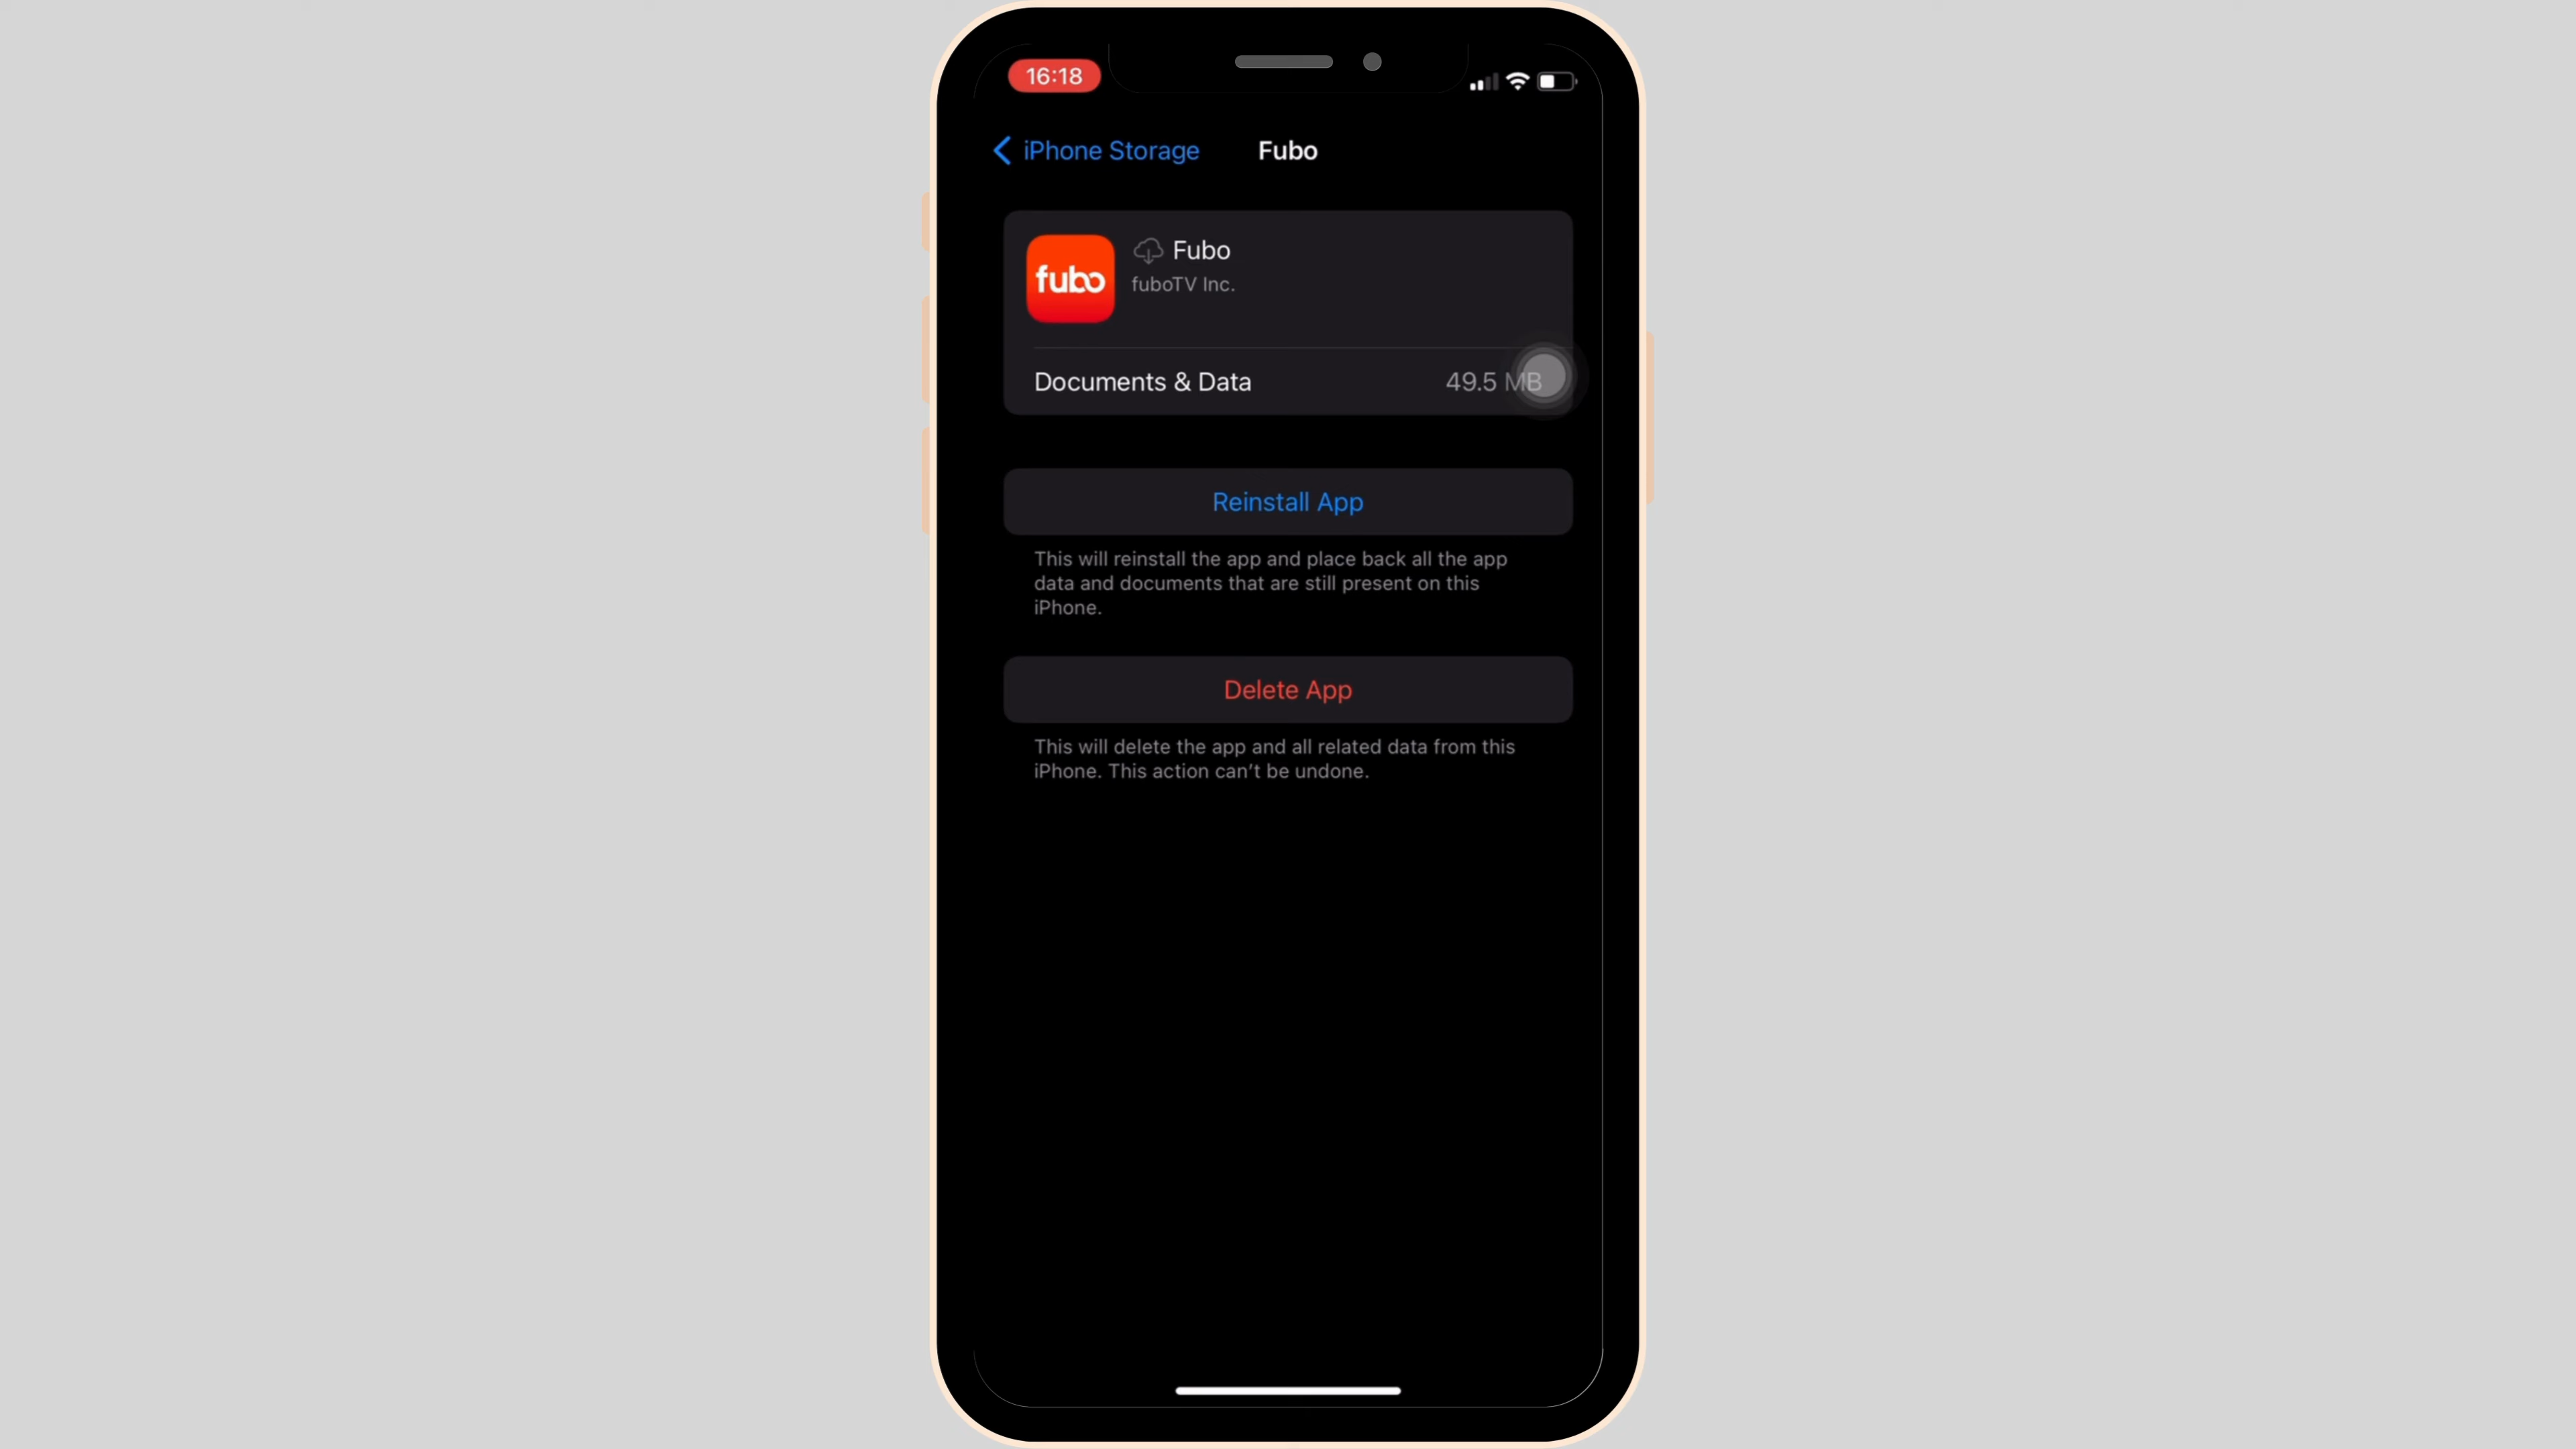 16:18
iPhone Storage
Fubo
fubo
Fubo
fuboTV Inc.
Documents & Data
49.5 MB
Reinstall App
This will reinstall the app and place back all the app
data and documents that are still present on this
iPhone.
Delete App
This will delete the app and all related data from this
iPhone. This action can’t be undone.